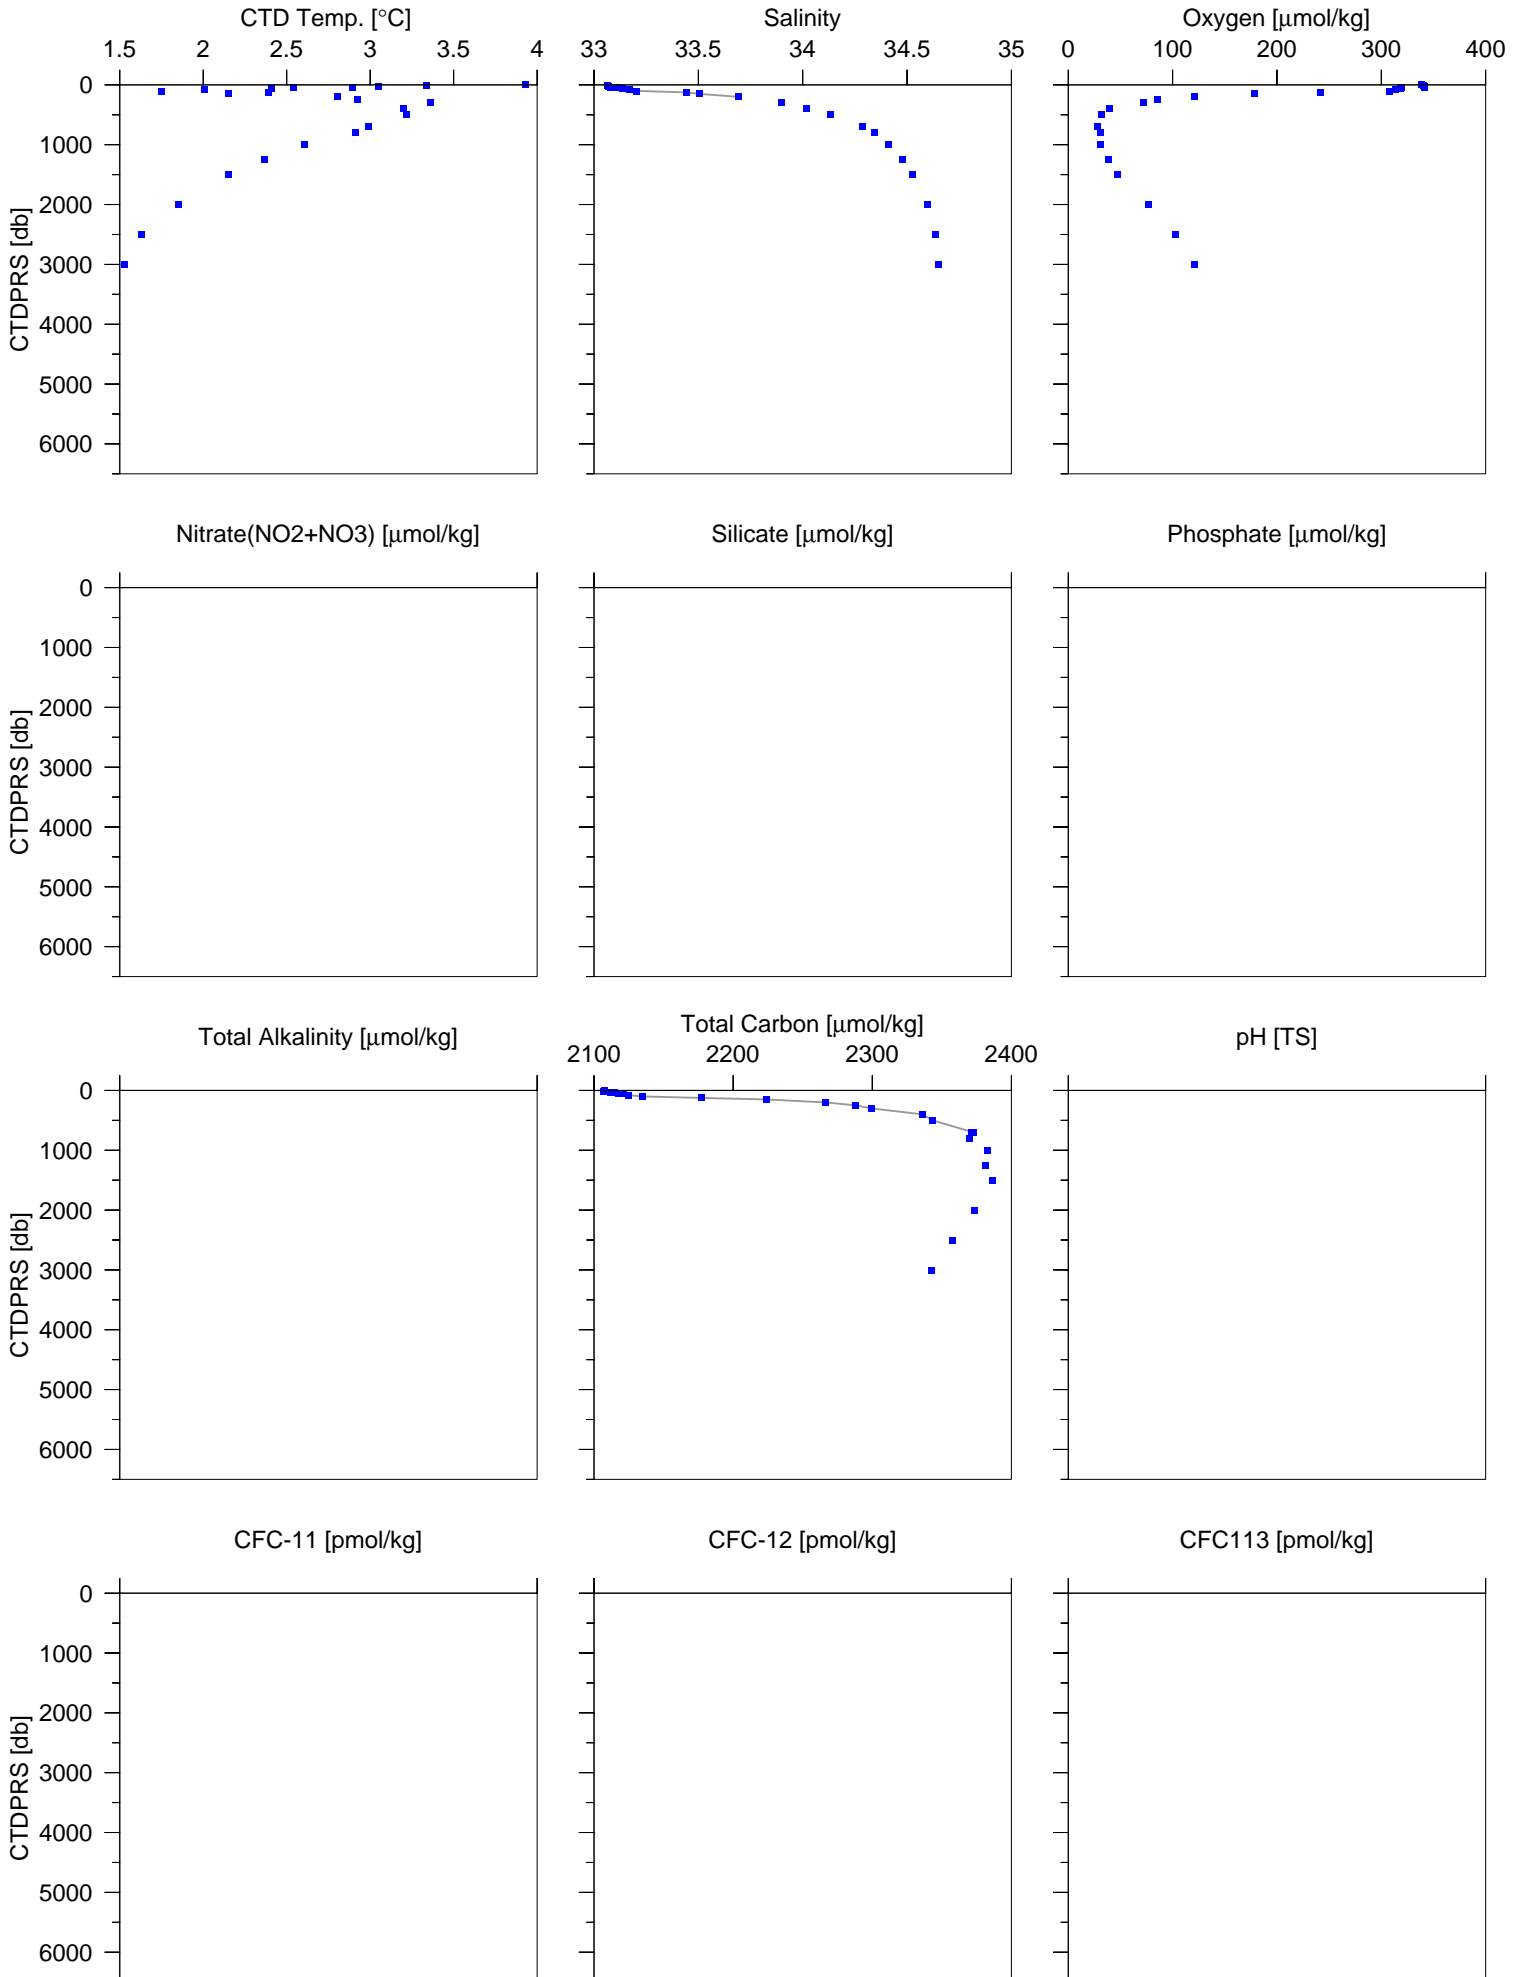 CTD Temp. [°C] Salinity Oxygen [μmol/kg]
1.5 2 2.5 3 3.5 4 33 33.5 34 34.5 35 0 100 200 300 400
0
1000
2000
3000
4000
5000
6000
CTDPRS [db]
Nitrate(NO2+NO3) [μmol/kg] Silicate [μmol/kg] Phosphate [μmol/kg]
0
1000
2000
3000
4000
5000
6000
CTDPRS [db]
Total Alkalinity [μmol/kg] Total Carbon [μmol/kg] pH [TS]
2100 2200 2300 2400
0
1000
2000
3000
4000
5000
6000
CTDPRS [db]
CFC-11 [pmol/kg] CFC-12 [pmol/kg] CFC113 [pmol/kg]
0
1000
2000
3000
4000
5000
6000
CTDPRS [db]